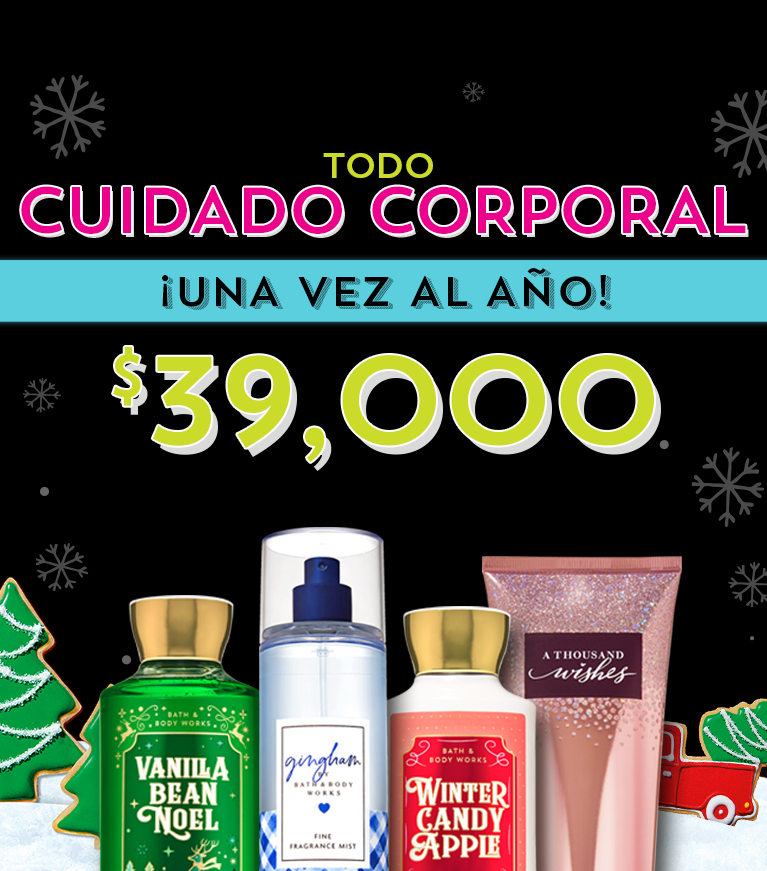 TODO
CUIDADO CORPORAL
¡UNA VEZ AL AÑO!
$39,000
BATH &
BODY WORKS
VANILLA
BEAN
NOEL
gingham
BY
BATH & BODY
WORKS
FINE
FRAGRANCE MIST
BATH &
BODY WORKS
WINTER
CANDY
APPLE
A THOUSAND
wishes